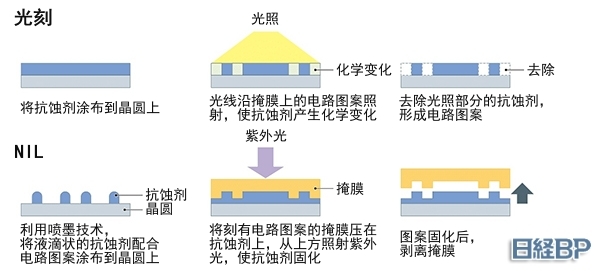 光刻
光照
化学变化
去除
将抗蚀剂涂布到晶圆上
光线沿掩膜上的电路图案照
射，使抗蚀剂产生化学变化
去除光照部分的抗蚀剂，
形成电路图案
NIL
紫外光
抗蚀剂
晶圆
掩膜
利用喷墨技术，
将液滴状的抗蚀剂配合
电路图案涂布到晶圆上
将刻有电路图案的掩膜压在
抗蚀剂上，从上方照射紫外
光，使抗蚀剂固化
图案固化后，
剥离掩膜
日経BP